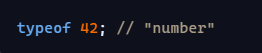 typeof 42; // "number"